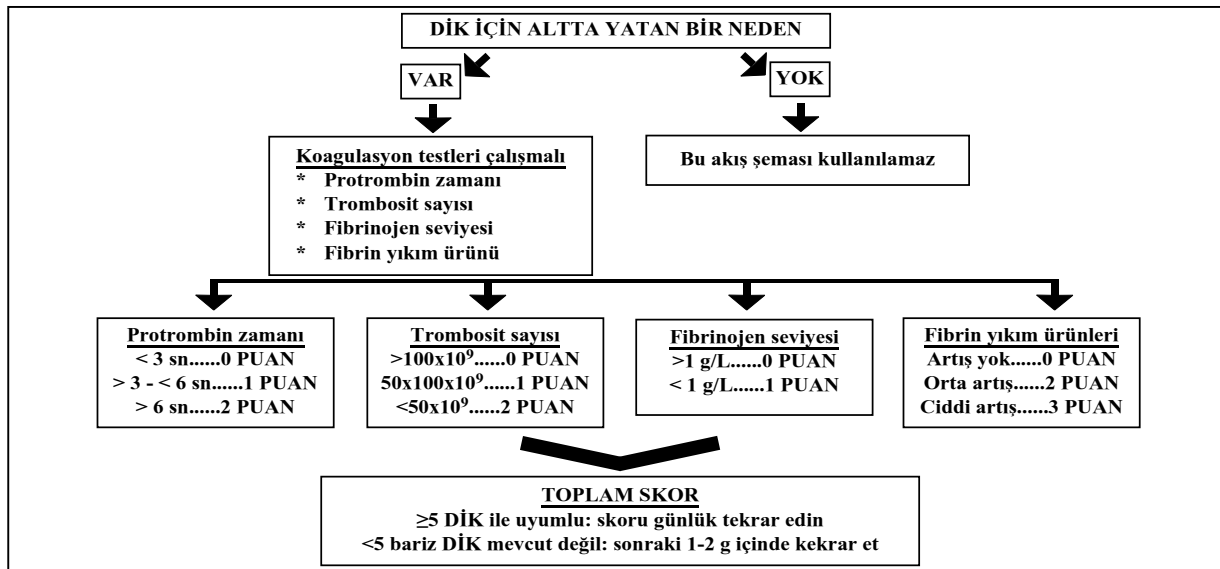 DİK İÇİN ALTTA YATAN BİR NEDEN
VAR
YOK
Koagulasyon testleri çalışmalı
* Protrombin zamanı
* Trombosit sayısı
* Fibrinojen seviyesi
* Fibrin yıkım ürünü
Bu akış şeması kullanılamaz
Protrombin zamanı
< 3 sn......0 PUAN
> 3 - < 6 sn......1 PUAN
> 6 sn......2 PUAN
Trombosit sayısı
>100x10⁹......0 PUAN
50x100x10⁹......1 PUAN
<50x10⁹......2 PUAN
Fibrinojen seviyesi
>1 g/L......0 PUAN
< 1 g/L......1 PUAN
Fibrin yıkım ürünleri
Artış yok......0 PUAN
Orta artış......2 PUAN
Ciddi artış......3 PUAN
TOPLAM SKOR
≥5 DİK ile uyumlu: skoru günlük tekrar edin
<5 bariz DİK mevcut değil: sonraki 1-2 g içinde kekrar et